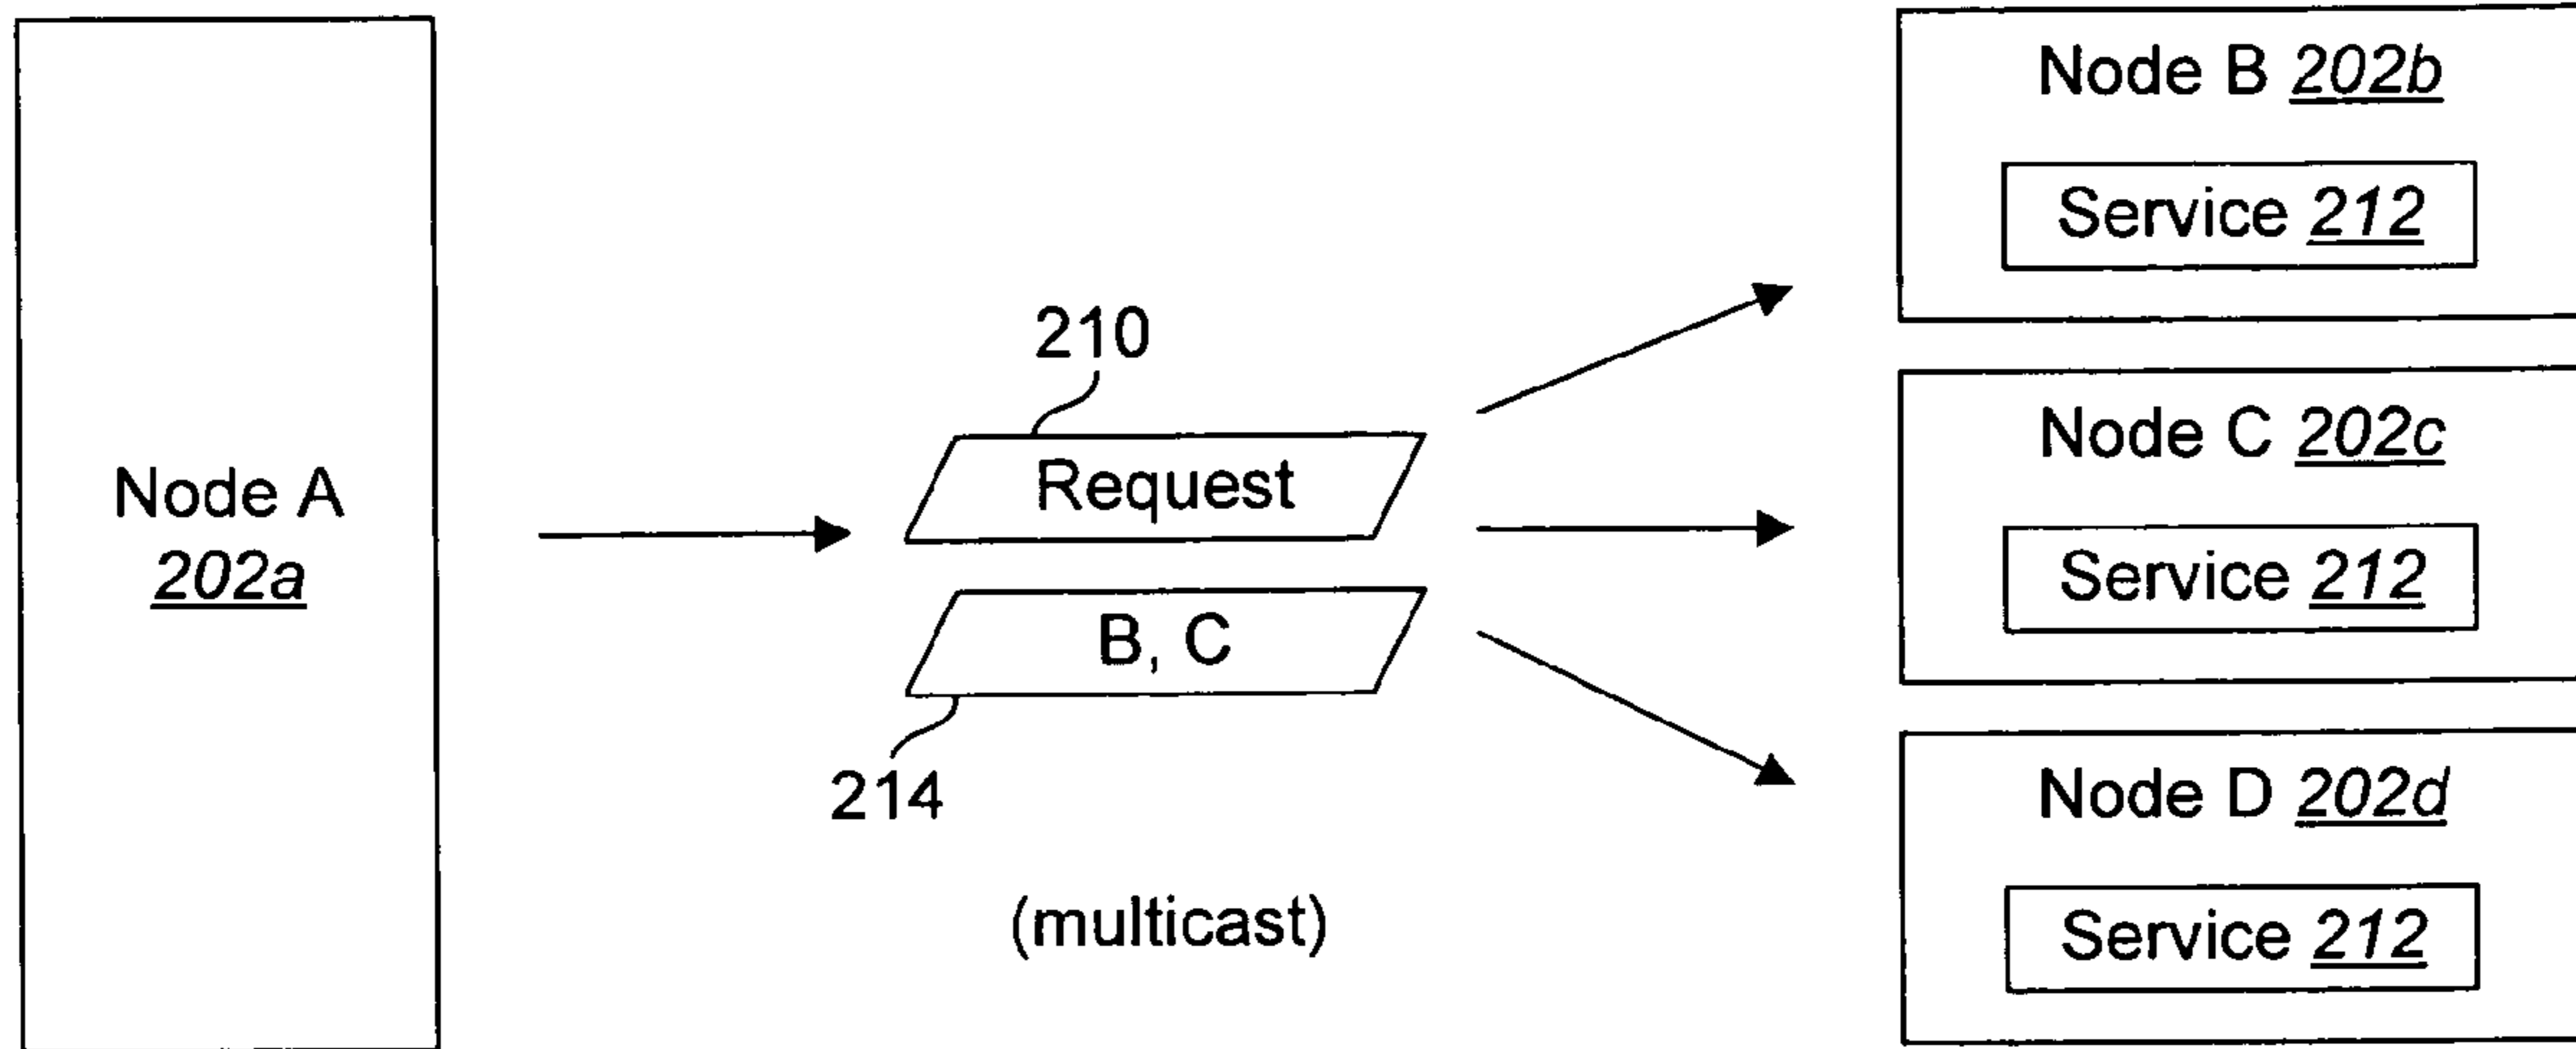 Node A
202a
210
Request
B, C
214
(multicast)
Node B 202b
Service 212
Node C 202c
Service 212
Node D 202d
Service 212